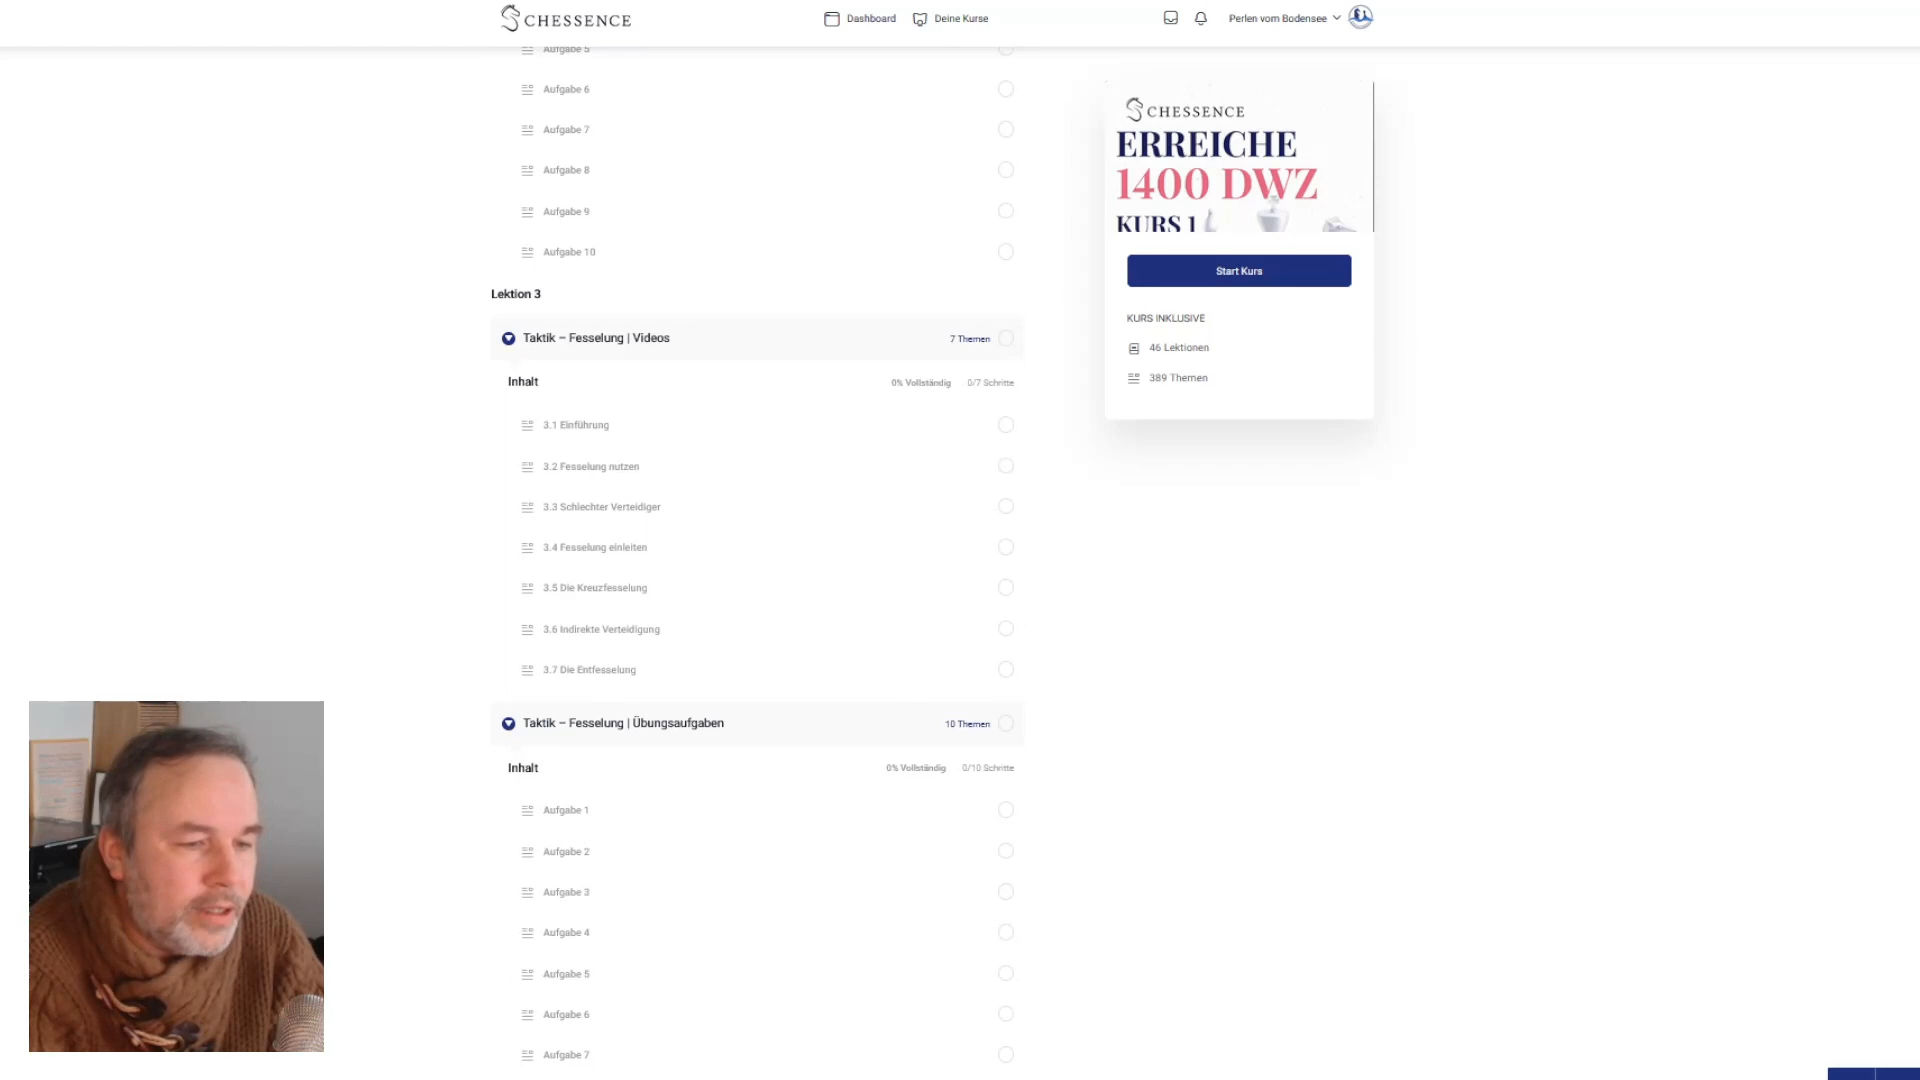 CHESSENCE
Dashboard
Deine Kurse
Perlen vom Bodensee
Aufgabe 5
Aufgabe 6
Aufgabe 7
Aufgabe 8
Aufgabe 9
Aufgabe 10
Lektion 3
Taktik – Fesselung | Videos
7 Themen
Inhalt
0% Vollständig
0/7 Schritte
3.1 Einführung
3.2 Fesselung nutzen
3.3 Schlechter Verteidiger
3.4 Fesselung einleiten
3.5 Die Kreuzfesselung
3.6 Indirekte Verteidigung
3.7 Die Entfesselung
Taktik – Fesselung | Übungsaufgaben
10 Themen
Inhalt
0% Vollständig
0/10 Schritte
Aufgabe 1
Aufgabe 2
Aufgabe 3
Aufgabe 4
Aufgabe 5
Aufgabe 6
Aufgabe 7
CHESSENCE
ERREICHE
1400 DWZ
KURS 1
Start Kurs
KURS INKLUSIVE
46 Lektionen
389 Themen